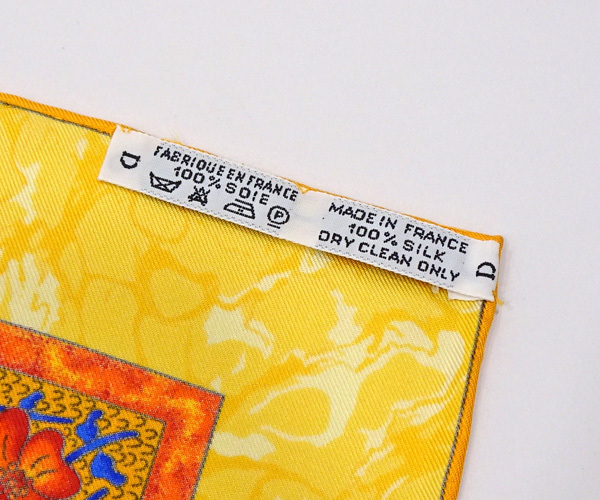 D
FABRIQUE EN FRANCE
100% SOIE
P
MADE IN FRANCE
100% SILK
DRY CLEAN ONLY
D